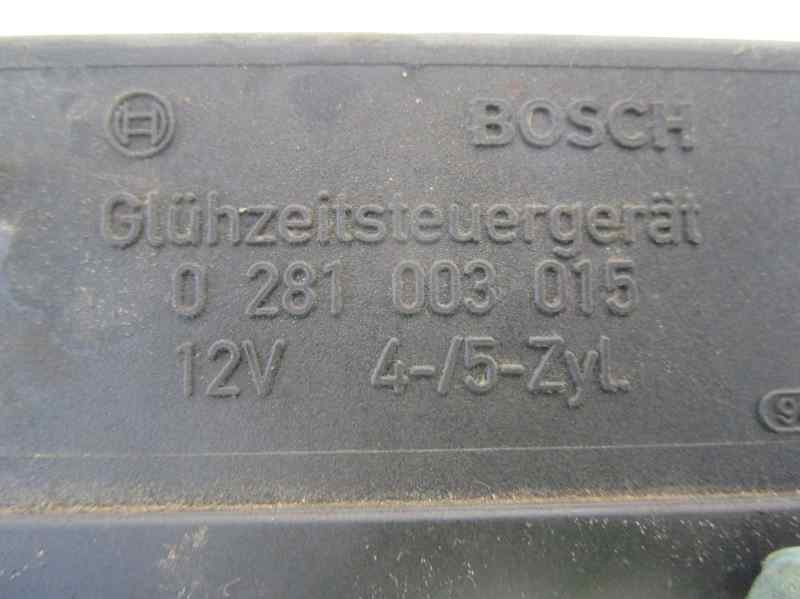 BOSCH
Glühzeitsteuergerät
0 281 003 015
12V 4-/5-Zyl.